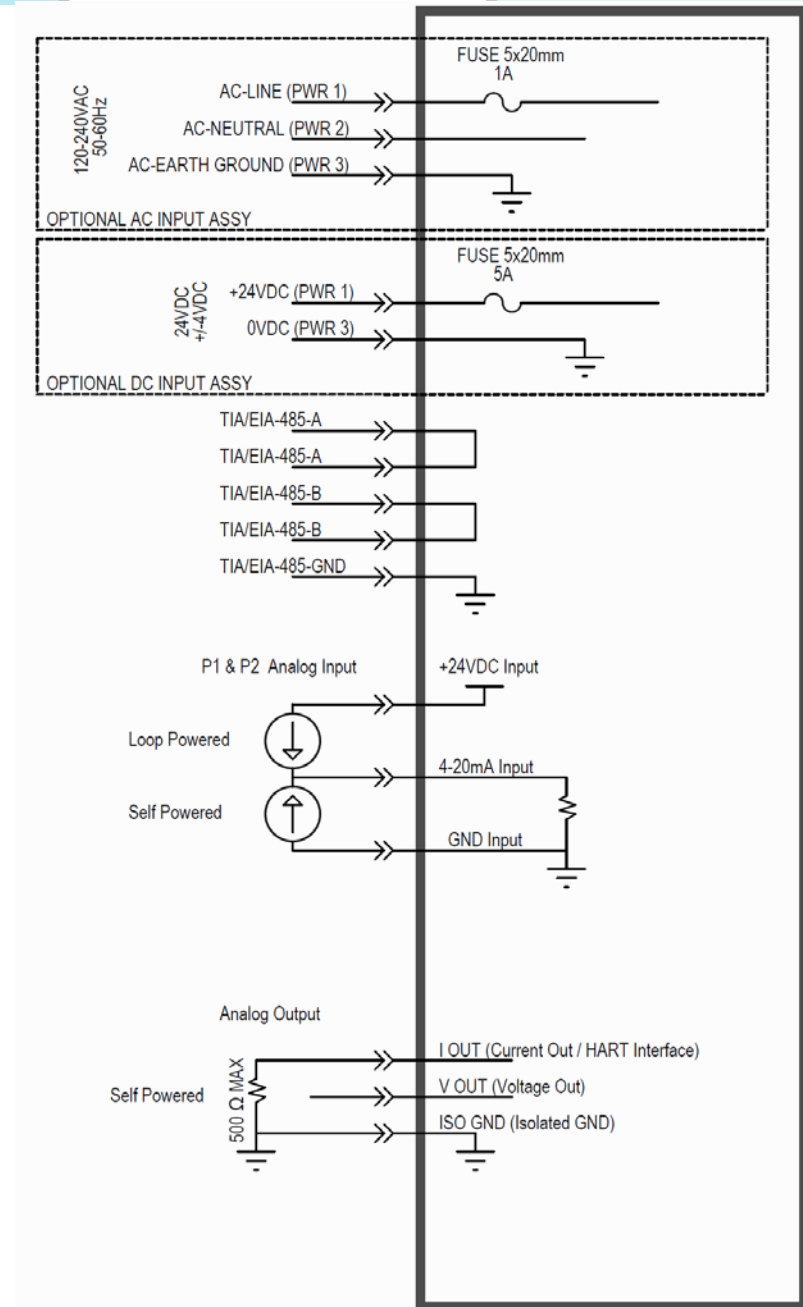 FUSE 5x20mm
1A
120-240VAC
50-60Hz
AC-LINE (PWR 1)
AC-NEUTRAL (PWR 2)
AC-EARTH GROUND (PWR 3)
OPTIONAL AC INPUT ASSY
FUSE 5x20mm
5A
24VDC
+/-4VDC
+24VDC (PWR 1)
0VDC (PWR 3)
OPTIONAL DC INPUT ASSY
TIA/EIA-485-A
TIA/EIA-485-A
TIA/EIA-485-B
TIA/EIA-485-B
TIA/EIA-485-GND
P1 & P2 Analog Input
+24VDC Input
Loop Powered
4-20mA Input
Self Powered
GND Input
Analog Output
I OUT (Current Out / HART Interface)
Self Powered
500 Ω MAX
V OUT (Voltage Out)
ISO GND (Isolated GND)